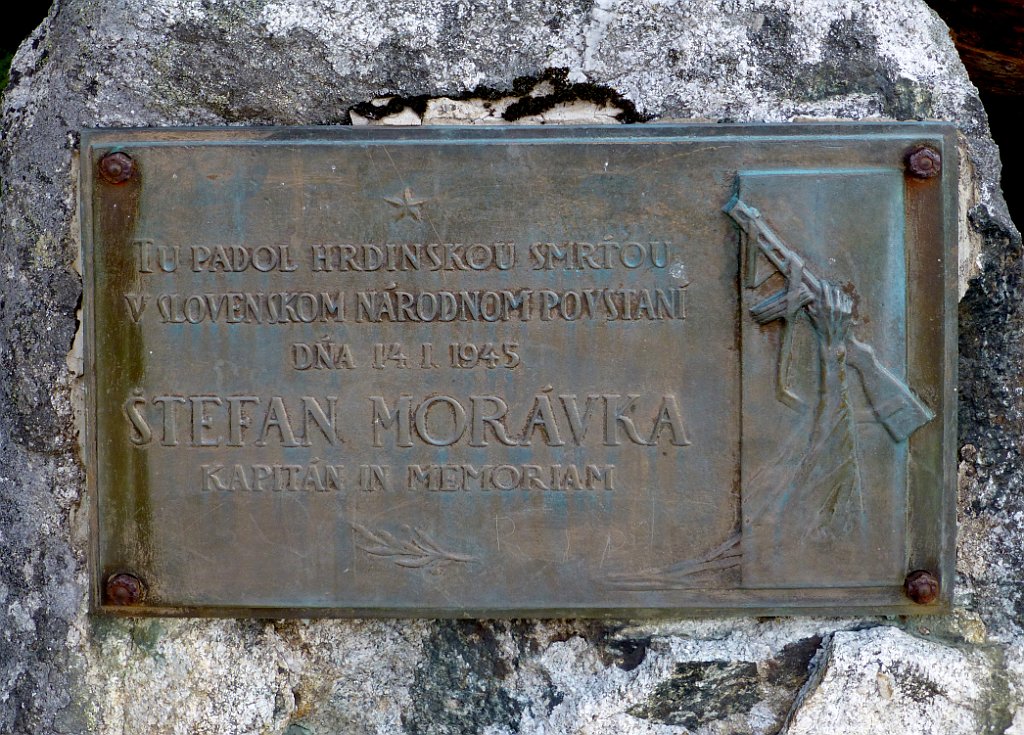 TU PADOL HRDINSKOU SMRŤOU
V SLOVENSKOM NÁRODNOM POVSTANÍ
DŇA 14. I. 1945
ŠTEFAN MORÁVKA
KAPITÁN IN MEMORIAM
R.I.P.